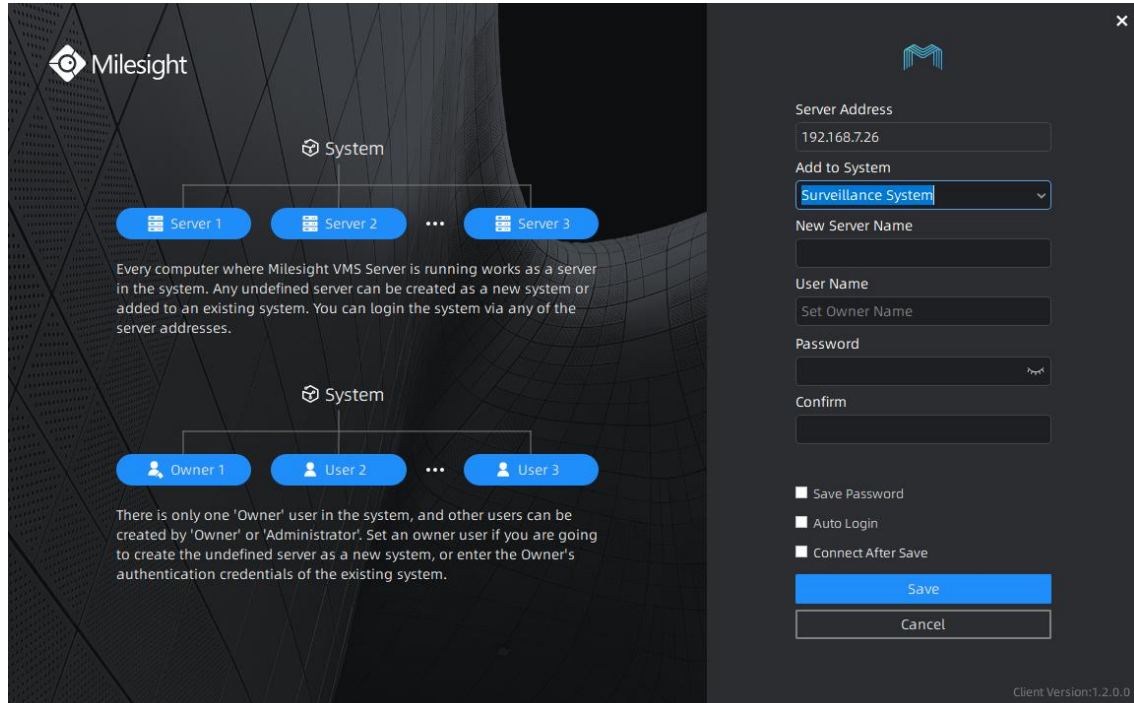 Milesight
System
Server 1
Server 2
•••
Server 3
Every computer where Milesight VMS Server is running works as a server
in the system. Any undefined server can be created as a new system or
added to an existing system. You can login the system via any of the
server addresses.
System
Owner 1
User 2
•••
User 3
There is only one 'Owner' user in the system, and other users can be
created by 'Owner' or 'Administrator'. Set an owner user if you are going
to create the undefined server as a new system, or enter the Owner's
authentication credentials of the existing system.
Server Address
192.168.7.26
Add to System
Surveillance System
New Server Name
User Name
Set Owner Name
Password
Confirm
Save Password
Auto Login
Connect After Save
Save
Cancel
Client Version:1.2.0.0